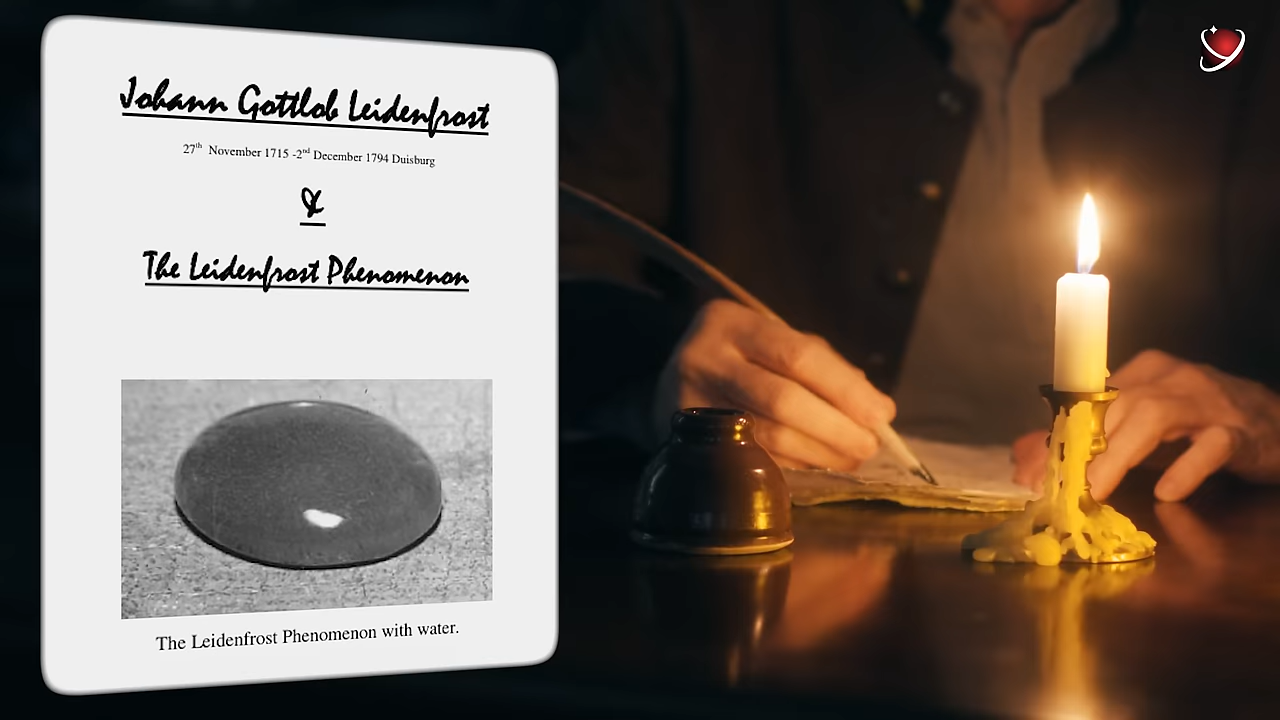 Johann Gottlob Leidenfrost
27th November 1715 -2nd December 1794 Duisburg
&
The Leidenfrost Phenomenon
The Leidenfrost Phenomenon with water.